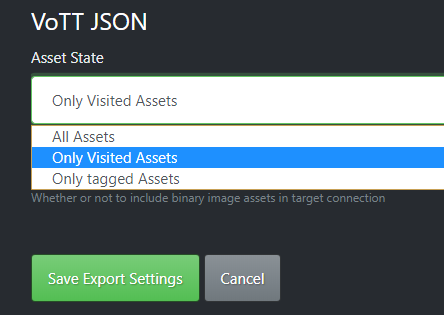 VoTT JSON
Asset State
Only Visited Assets
All Assets
Only Visited Assets
Only tagged Assets
Whether or not to include binary image assets in target connection
Save Export Settings
Cancel